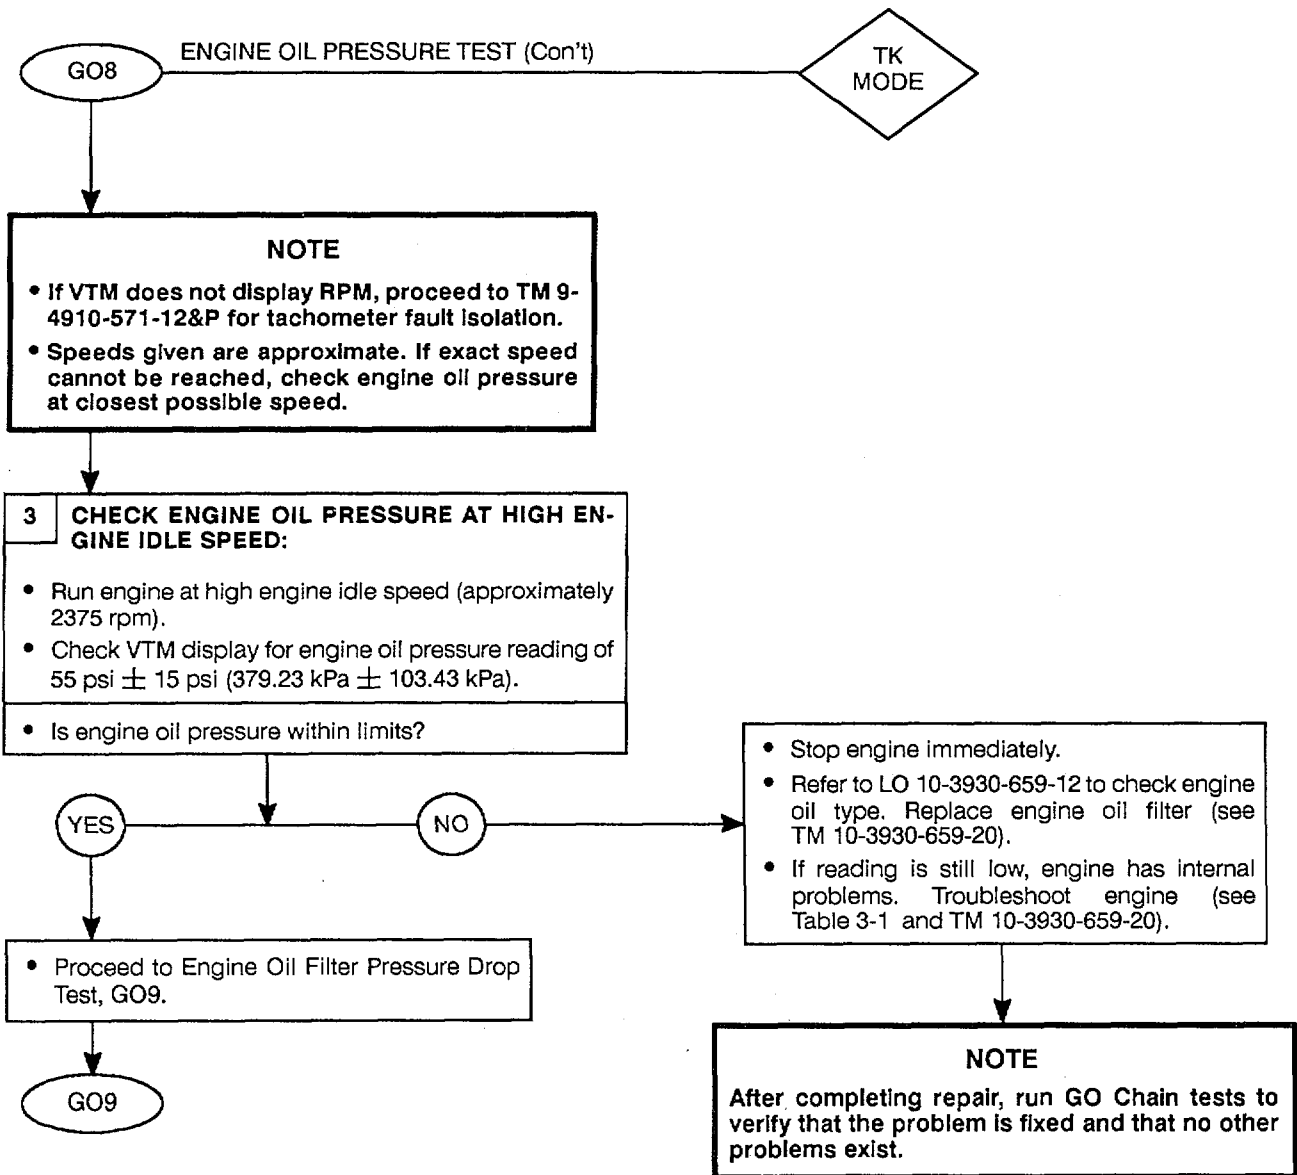 GO8
ENGINE OIL PRESSURE TEST (Con't)
TK
MODE
NOTE
• If VTM does not display RPM, proceed to TM 9-
4910-571-12&P for tachometer fault isolation.
• Speeds given are approximate. If exact speed
cannot be reached, check engine oil pressure
at closest possible speed.
3 CHECK ENGINE OIL PRESSURE AT HIGH EN-
GINE IDLE SPEED:
• Run engine at high engine idle speed (approximately
2375 rpm).
• Check VTM display for engine oil pressure reading of
55 psi ± 15 psi (379.23 kPa ± 103.43 kPa).
• Is engine oil pressure within limits?
YES
NO
• Stop engine immediately.
• Refer to LO 10-3930-659-12 to check engine
oil type. Replace engine oil filter (see
TM 10-3930-659-20).
• If reading is still low, engine has internal
problems. Troubleshoot engine (see
Table 3-1 and TM 10-3930-659-20).
• Proceed to Engine Oil Filter Pressure Drop
Test, GO9.
GO9
NOTE
After completing repair, run GO Chain tests to
verify that the problem is fixed and that no other
problems exist.